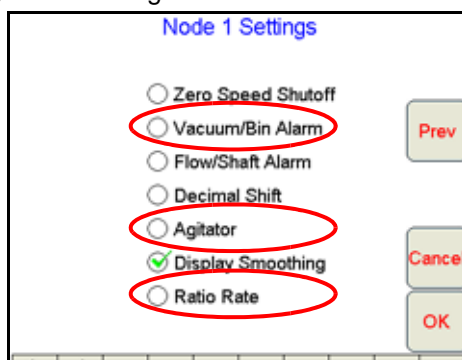 Node 1 Settings
Zero Speed Shutoff
Vacuum/Bin Alarm
Prev
Flow/Shaft Alarm
Decimal Shift
Agitator
Display Smoothing
Cance
Ratio Rate
OK